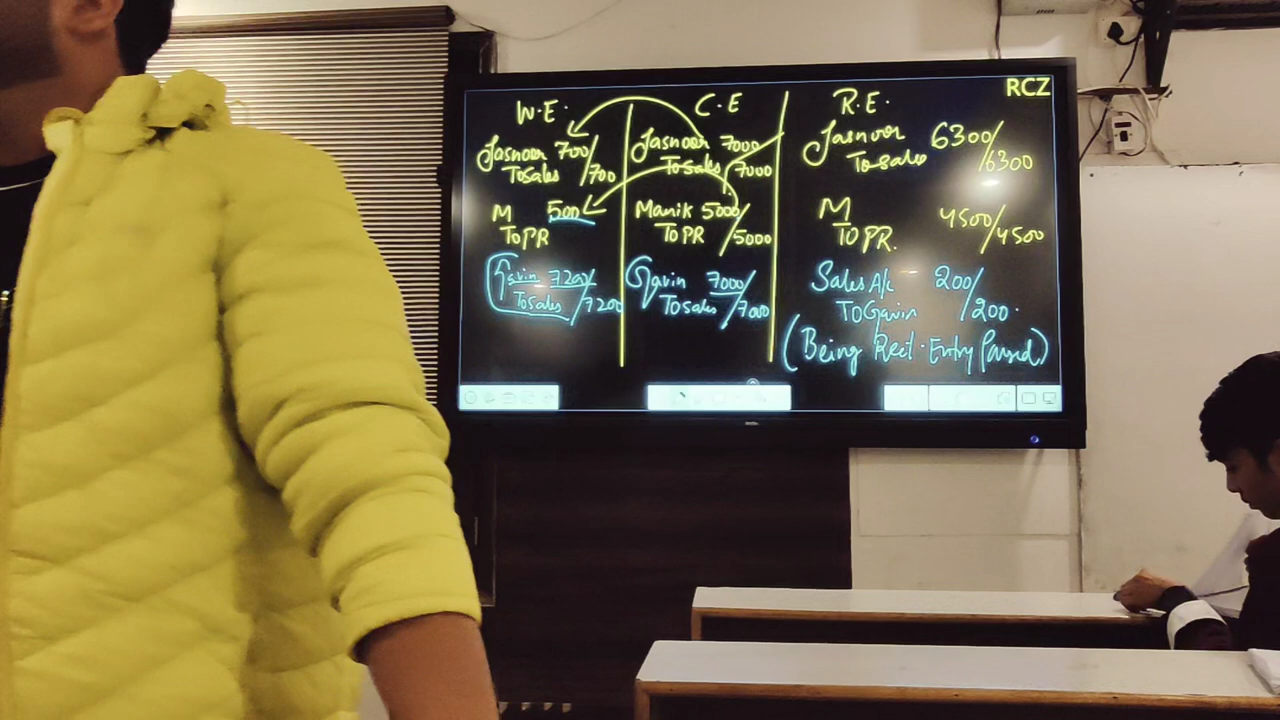 RCZ
W.E.
Jasnoor 700/
To Sales /700
M 500
To PR
Gavin 7200/
To Sales /7200
C.E
Jasnoor 7000
To Sales /7000
Manik 5000/
To PR /5000
Gavin 7000/
To Sales /7000
R.E.
Jasnoor 6300/
To Sales /6300
M 4500/
To PR. /4500
Sales A/c 200/
To Gavin /200.
(Being Rect. Entry Passed)